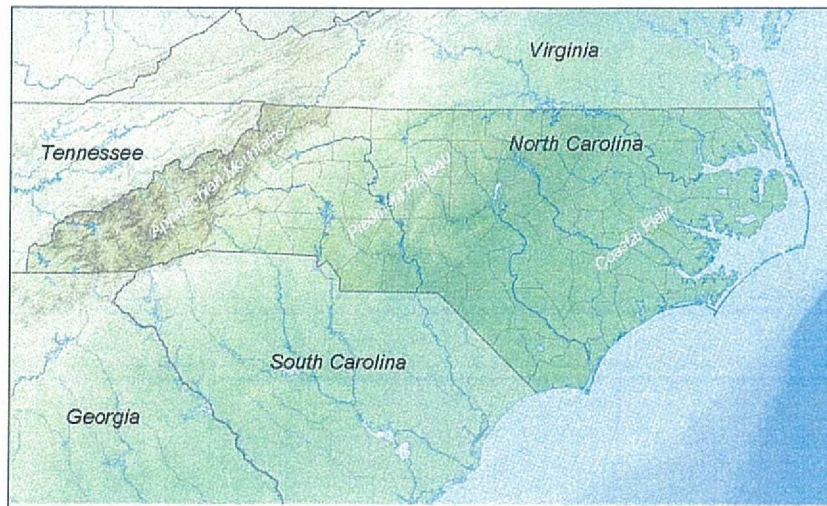 Virginia
North Carolina
Tennessee
Appalachian Mountains
Piedmont Plateau
Coastal Plain
South Carolina
Georgia